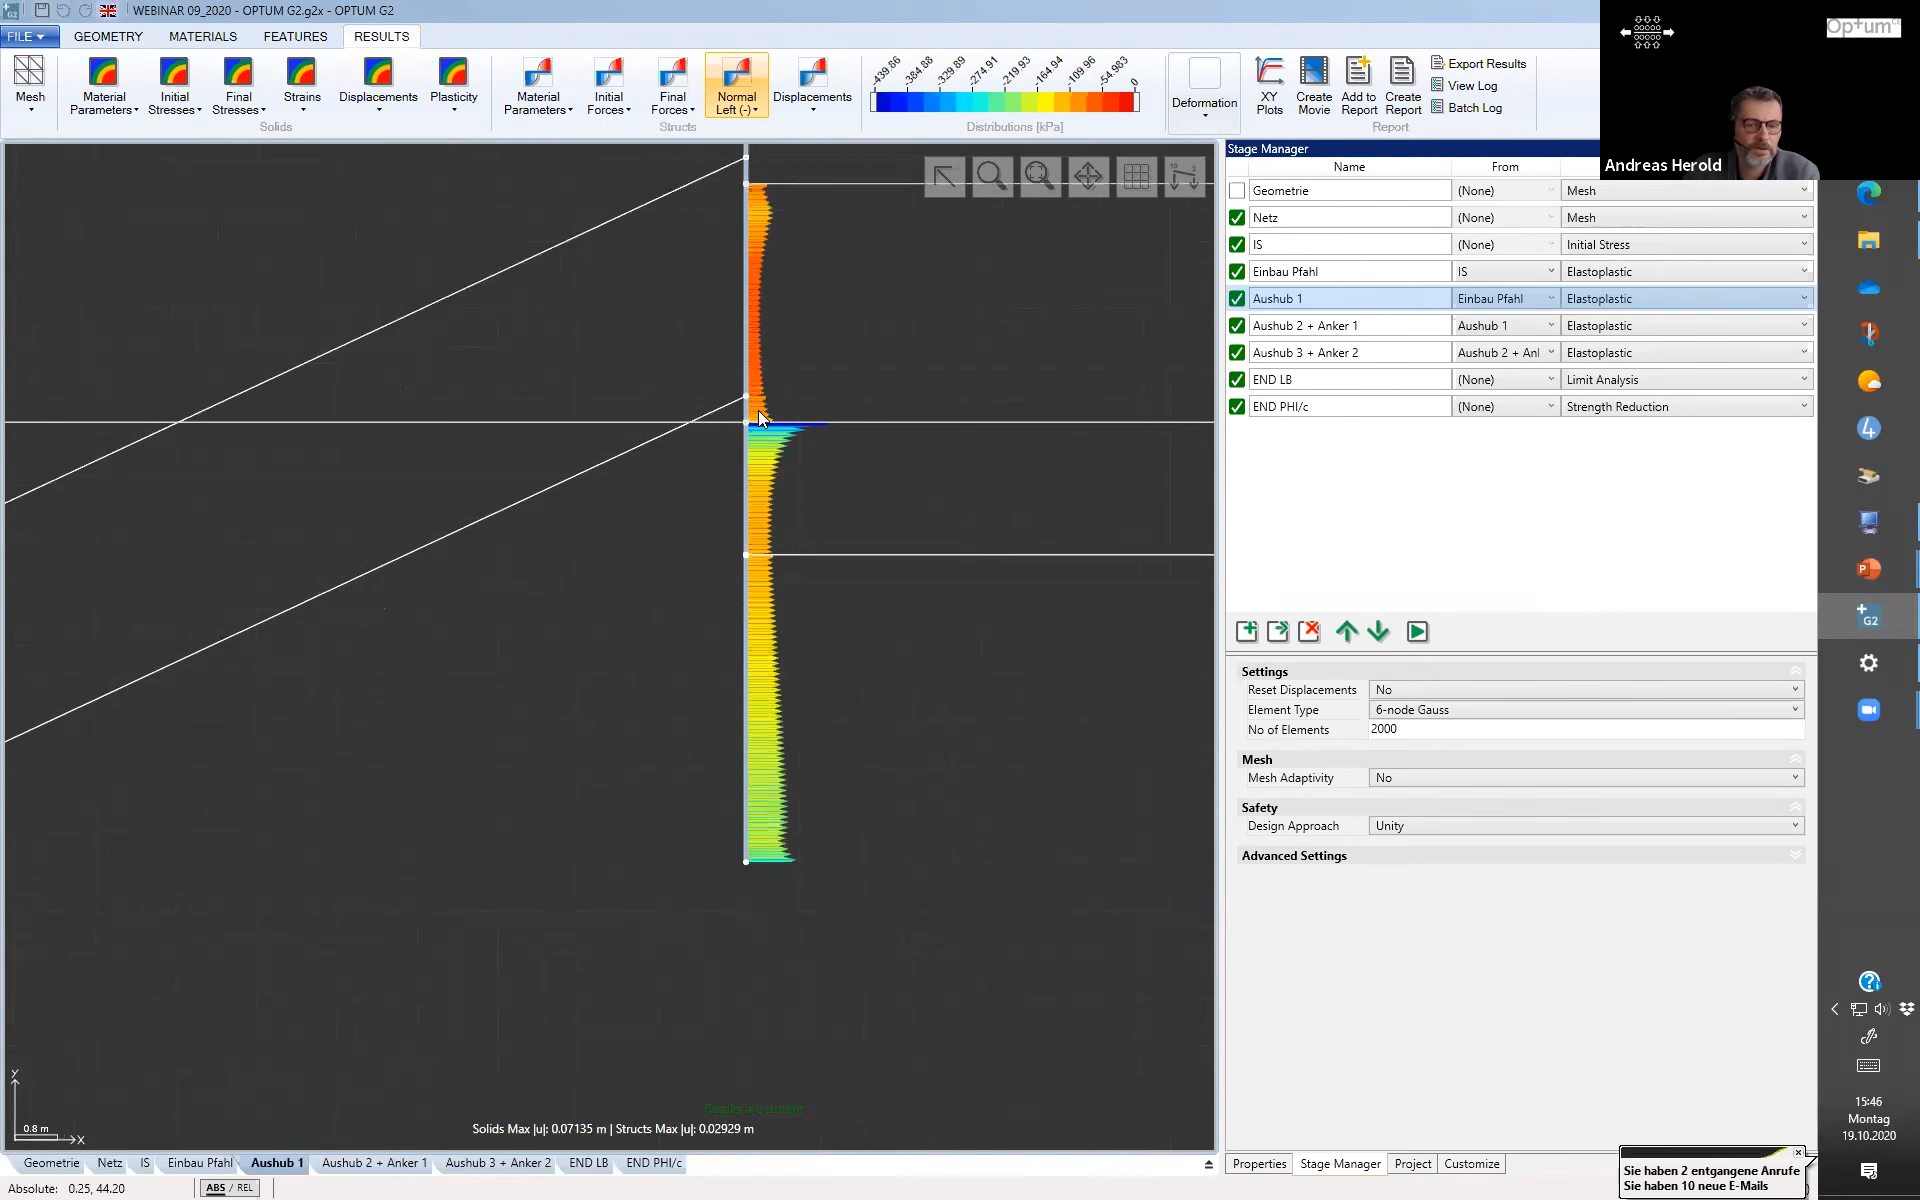 WEBINAR 09_2020 - OPTUM G2.g2x - OPTUM G2
FILE GEOMETRY MATERIALS FEATURES RESULTS
Mesh
Material Parameters
Initial Stresses
Final Stresses
Strains
Displacements
Plasticity
Solids
Material Parameters
Initial Forces
Final Forces
Normal Left (-)
Displacements
Structs
-439.86 -384.88 -329.89 -274.91 -219.93 -164.94 -109.96 -54.983 0
Distributions [kPa]
Deformation
XY Plots
Create Movie
Add to Report
Create Report
Export Results
View Log
Batch Log
Report
Optum CE
Andreas Herold
Stage Manager
Name From
Geometrie (None) Mesh
Netz (None) Mesh
IS (None) Initial Stress
Einbau Pfahl IS Elastoplastic
Aushub 1 Einbau Pfahl Elastoplastic
Aushub 2 + Anker 1 Aushub 1 Elastoplastic
Aushub 3 + Anker 2 Aushub 2 + Anl Elastoplastic
END LB (None) Limit Analysis
END PHI/c (None) Strength Reduction
Settings
Reset Displacements No
Element Type 6-node Gauss
No of Elements 2000
Mesh
Mesh Adaptivity No
Safety
Design Approach Unity
Advanced Settings
Y
0.8 m
X
Results are current
Solids Max |u|: 0.07135 m | Structs Max |u|: 0.02929 m
Geometrie Netz IS Einbau Pfahl Aushub 1 Aushub 2 + Anker 1 Aushub 3 + Anker 2 END LB END PHI/c
Properties Stage Manager Project Customize
Absolute: 0.25, 44.20 ABS / REL
G2
15:46
Montag
19.10.2020
Sie haben 2 entgangene Anrufe
Sie haben 10 neue E-Mails